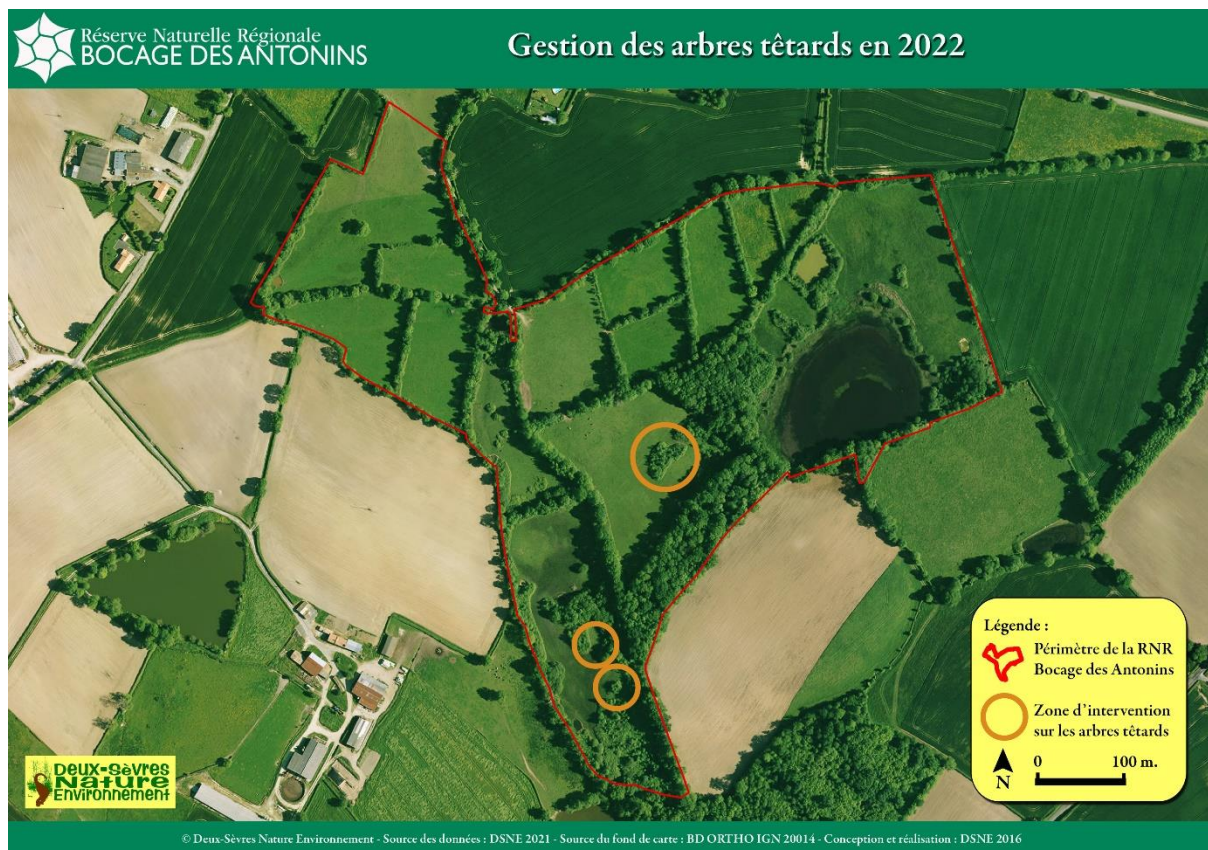 Réserve Naturelle Régionale
BOCAGE DES ANTONINS
Gestion des arbres têtards en 2022
Légende :
Périmètre de la RNR
Bocage des Antonins
Zone d'intervention
sur les arbres têtards
N
0 100 m.
Deux-Sèvres
Nature
Environnement
© Deux-Sèvres Nature Environnement - Source des données : DSNE 2021 - Source du fond de carte : BD ORTHO IGN 20014 - Conception et réalisation : DSNE 2016